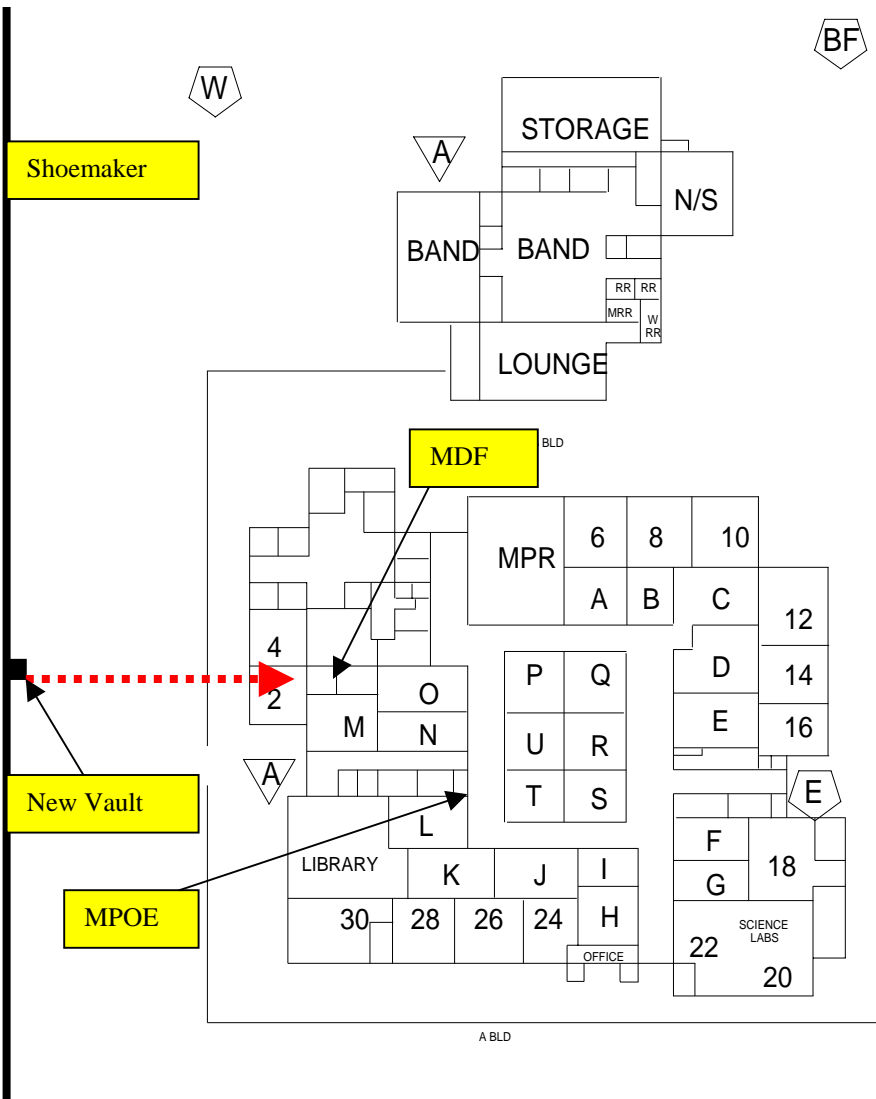 BF
W
STORAGE
A
Shoemaker
N/S
BAND
BAND
RR
RR
MRR
W
RR
LOUNGE
MDF
BLD
MPR
6
8
10
A
B
C
12
4
P
Q
D
14
2
O
M
N
U
R
E
16
A
New Vault
T
S
E
L
F
LIBRARY
K
J
I
18
G
MPOE
30
28
26
24
H
SCIENCE
LABS
22
OFFICE
20
A BLD